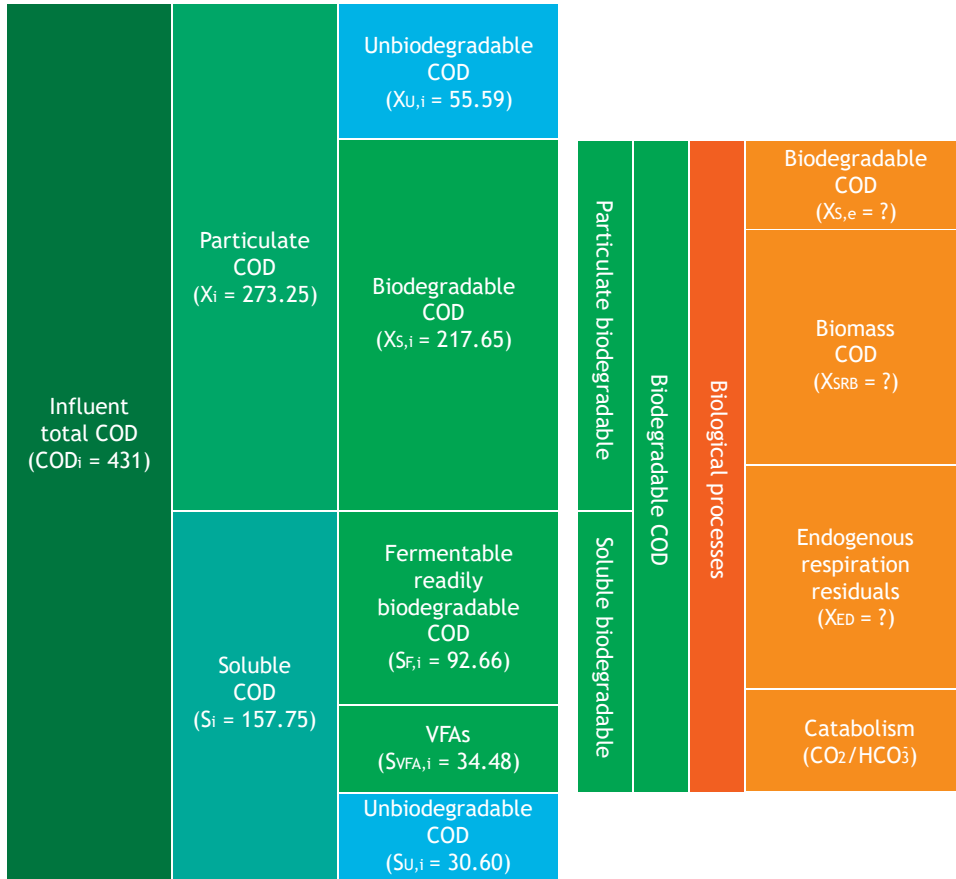 Influent
total COD
(CODi = 431)
Particulate
COD
(Xi = 273.25)
Soluble
COD
(Si = 157.75)
Unbiodegradable
COD
(XU,i = 55.59)
Biodegradable
COD
(XS,i = 217.65)
Fermentable
readily
biodegradable
COD
(SF,i = 92.66)
VFAs
(SVFA,i = 34.48)
Unbiodegradable
COD
(SU,i = 30.60)
Particulate biodegradable
Soluble biodegradable
Biodegradable COD
Biological processes
Biodegradable
COD
(XS,e = ?)
Biomass
COD
(XSRB = ?)
Endogenous
respiration
residuals
(XED = ?)
Catabolism
(CO2/HCO3-)